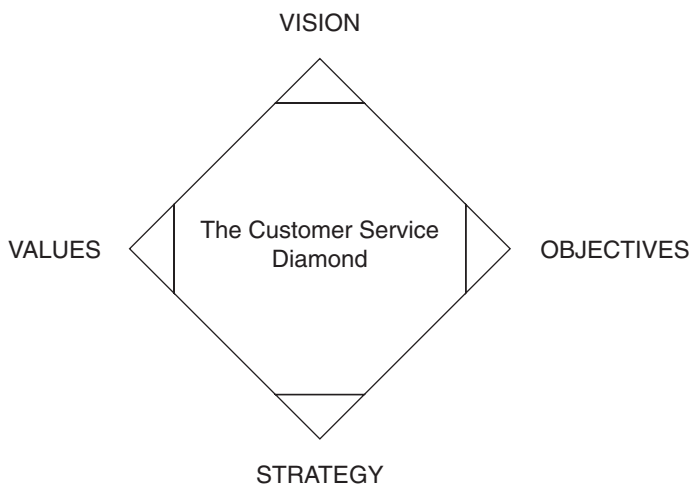 VISION
VALUES
The Customer Service
Diamond
OBJECTIVES
STRATEGY